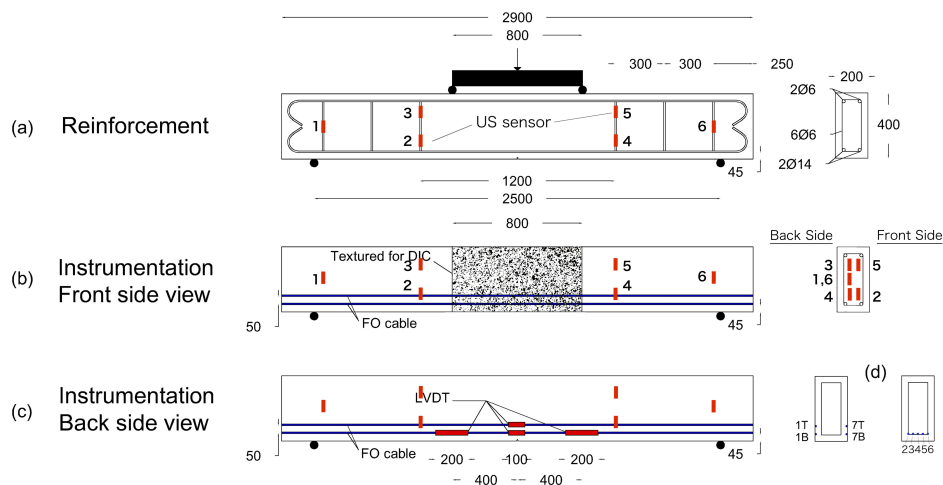 2900
800
300
300
250
200
2Ø6
(a) Reinforcement
1
3
2
US sensor
5
4
6
6Ø6
400
2Ø14
45
1200
2500
800
Back Side
Front Side
(b) Instrumentation
Front side view
Textured for DIC
1
3
2
5
4
6
3
5
1,6
4
2
50
FO cable
45
(d)
(c) Instrumentation
Back side view
LVDT
1T
7T
1B
7B
23456
50
FO cable
45
200
100
200
400
400